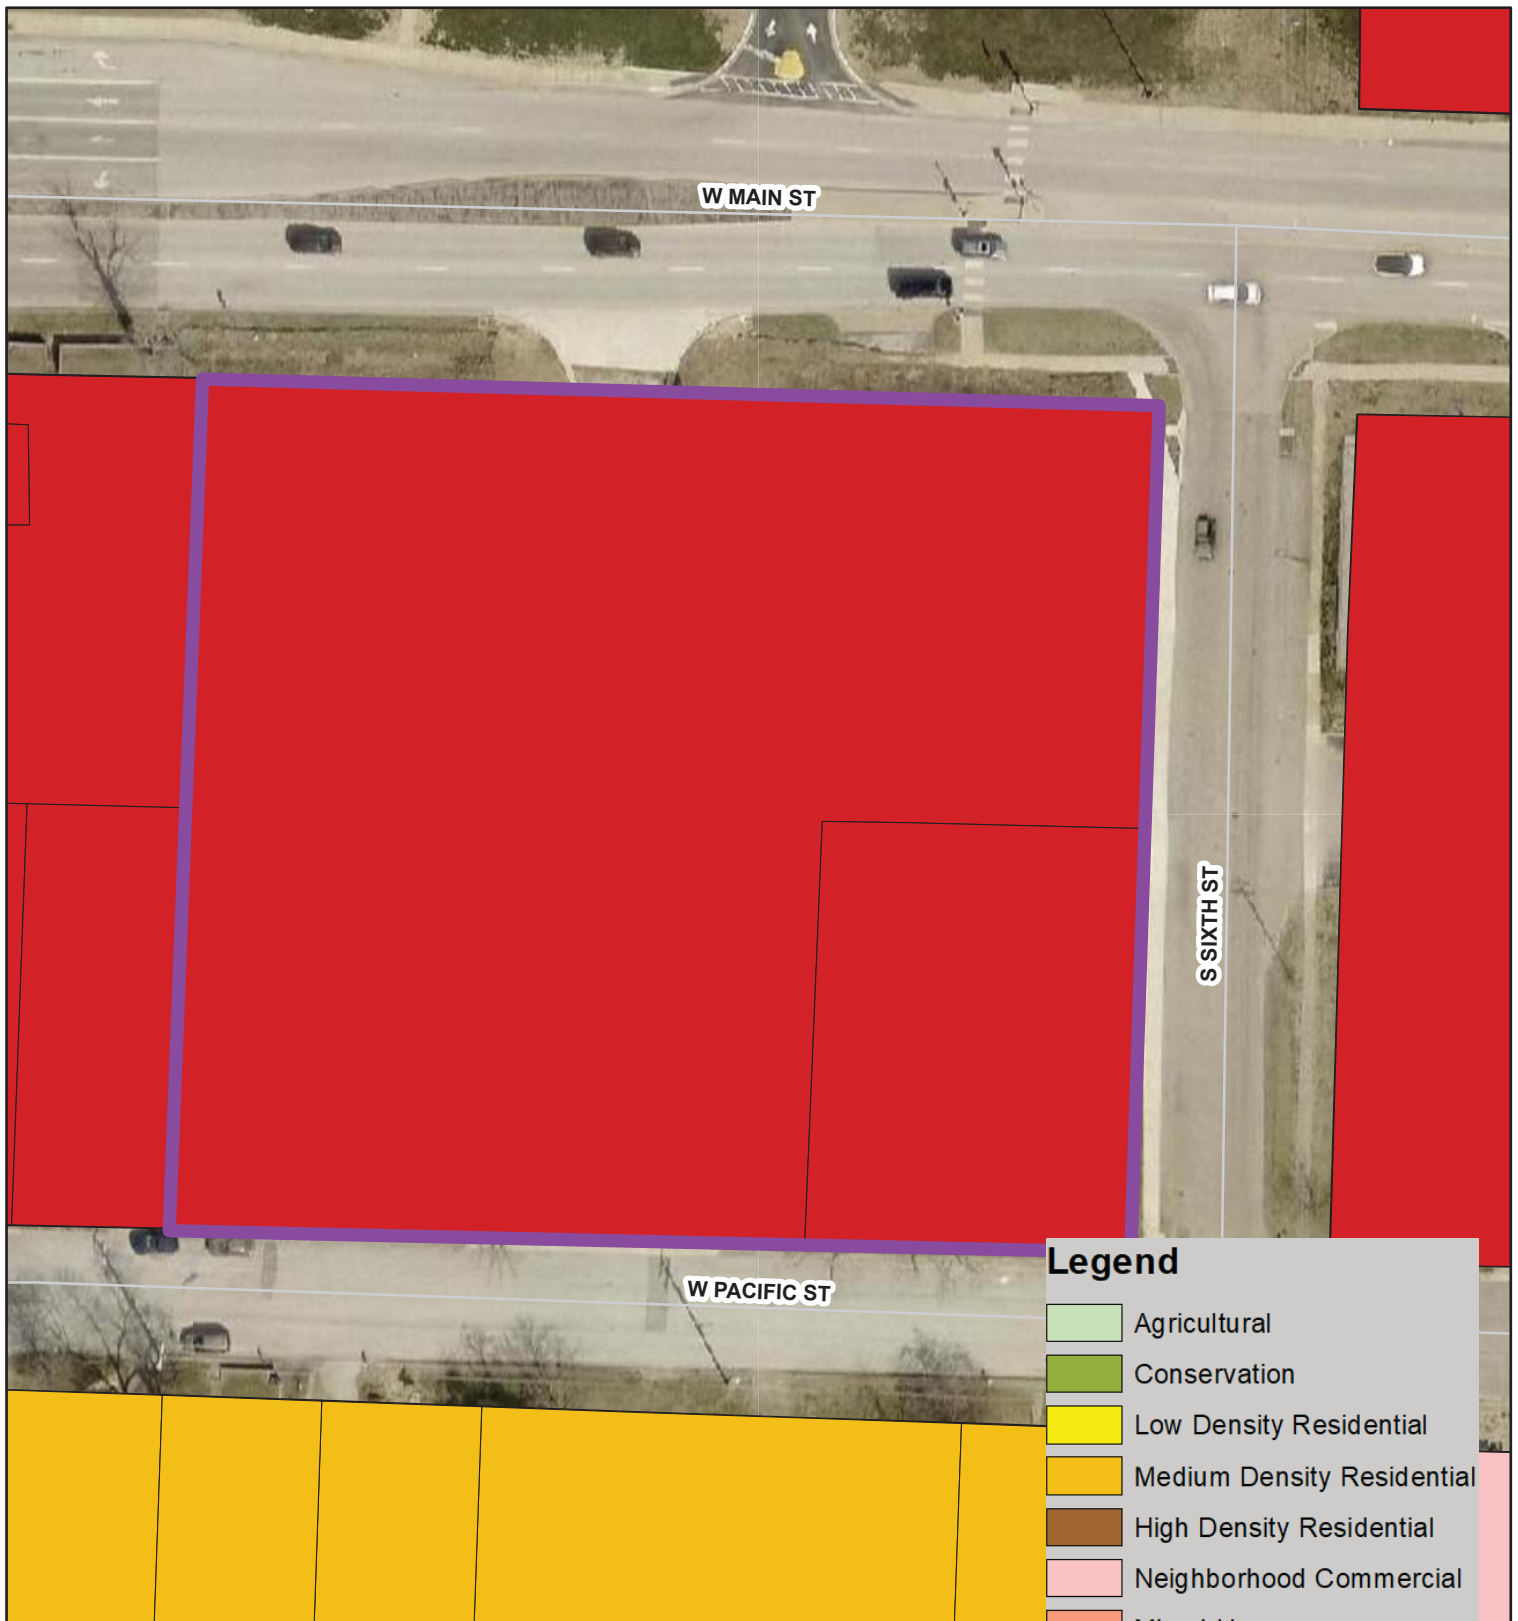 W MAIN ST
S SIXTH ST
W PACIFIC ST
Legend
Agricultural
Conservation
Low Density Residential
Medium Density Residential
High Density Residential
Neighborhood Commercial